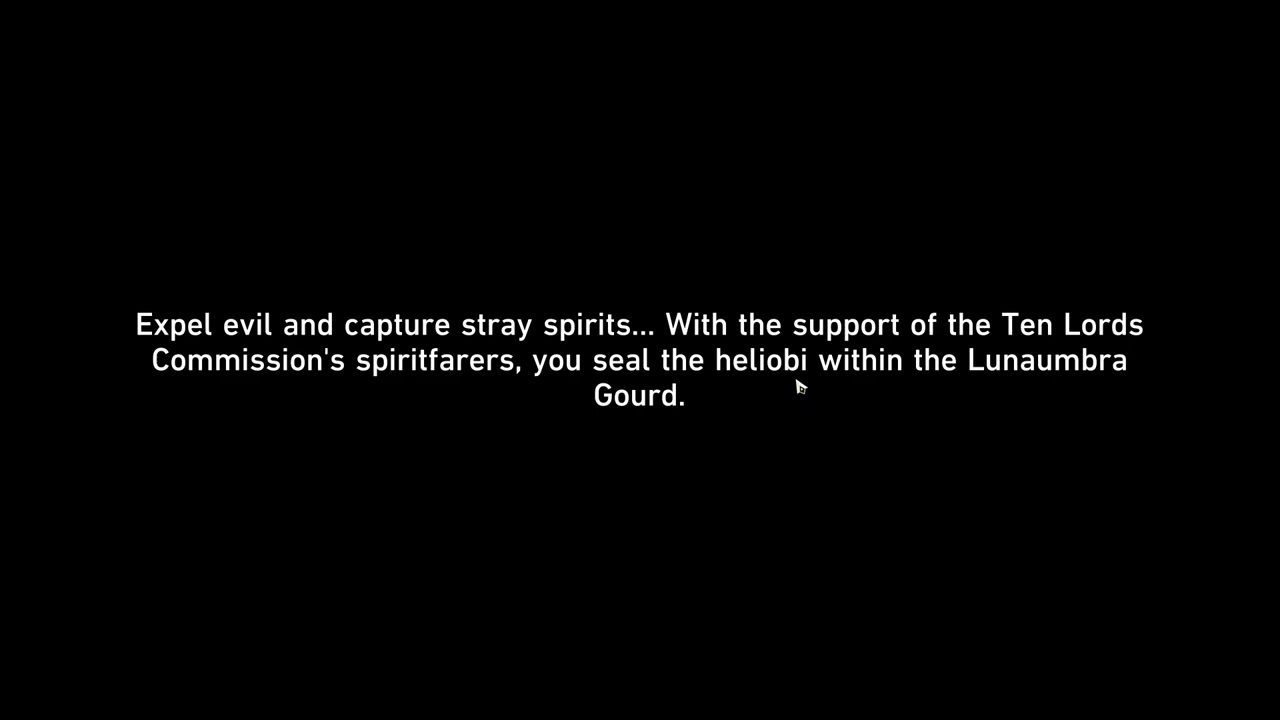 Expel evil and capture stray spirits... With the support of the Ten Lords
Commission's spiritfarers, you seal the heliobi within the Lunaumbra
Gourd.